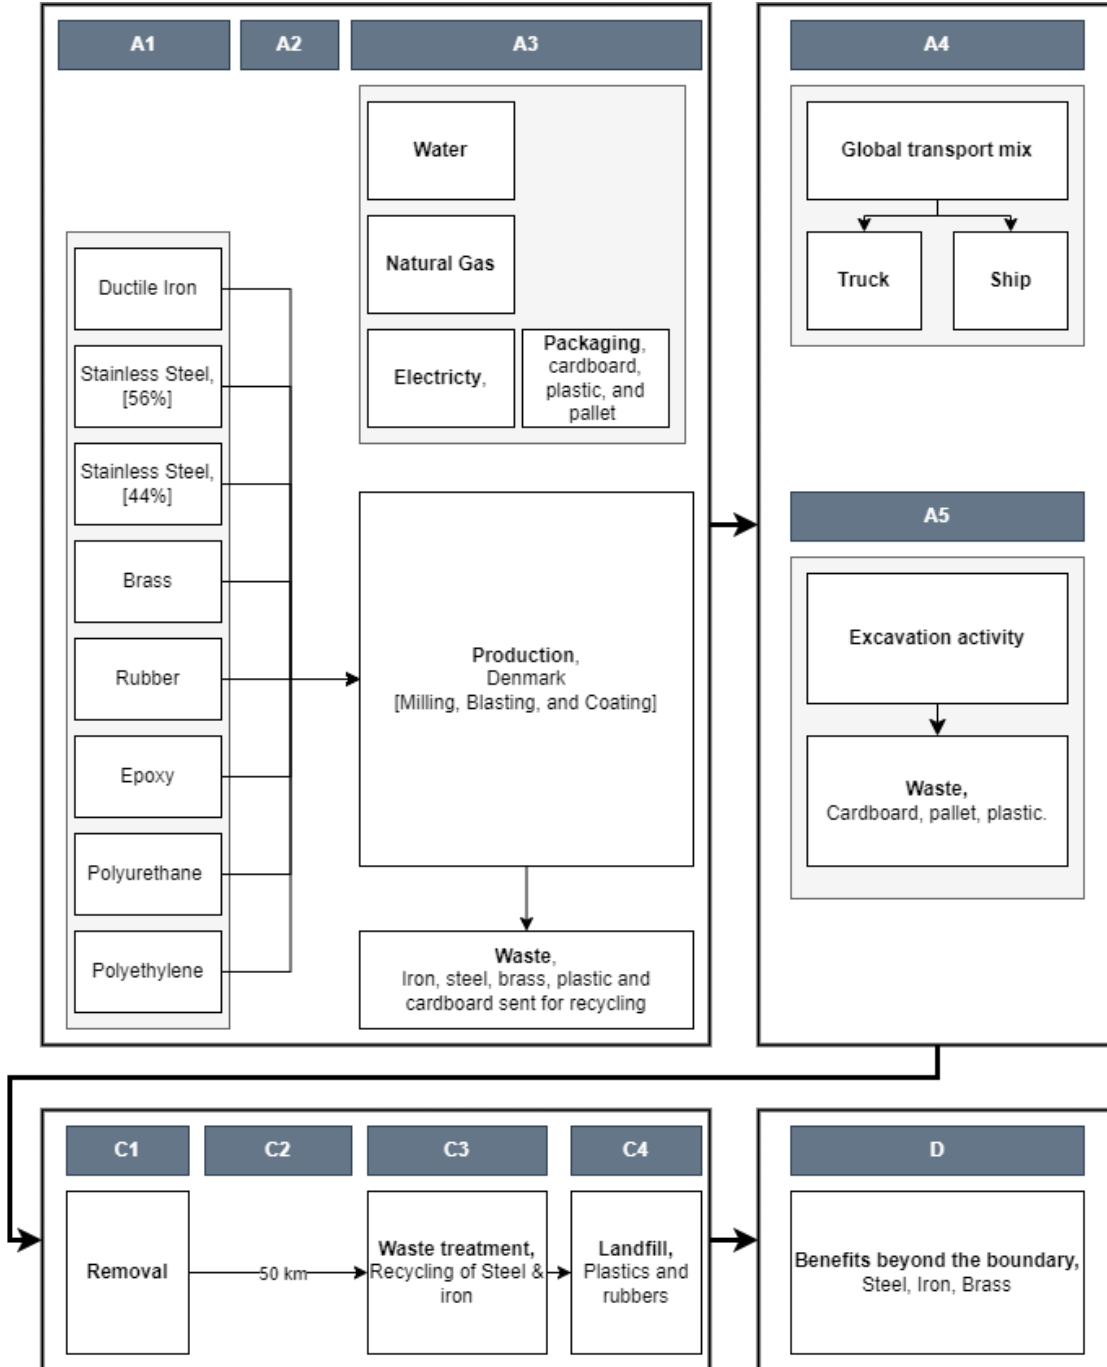 A1
A2
A3
Ductile Iron
Stainless Steel,
[56%]
Stainless Steel,
[44%]
Brass
Rubber
Epoxy
Polyurethane
Polyethylene
Water
Natural Gas
Electricty,
Packaging,
cardboard,
plastic, and
pallet
Production,
Denmark
[Milling, Blasting, and Coating]
Waste,
Iron, steel, brass, plastic and
cardboard sent for recycling
A4
Global transport mix
Truck
Ship
A5
Excavation activity
Waste,
Cardboard, pallet, plastic.
C1
C2
C3
C4
Removal
50 km
Waste treatment,
Recycling of Steel &
iron
Landfill,
Plastics and
rubbers
D
Benefits beyond the boundary,
Steel, Iron, Brass